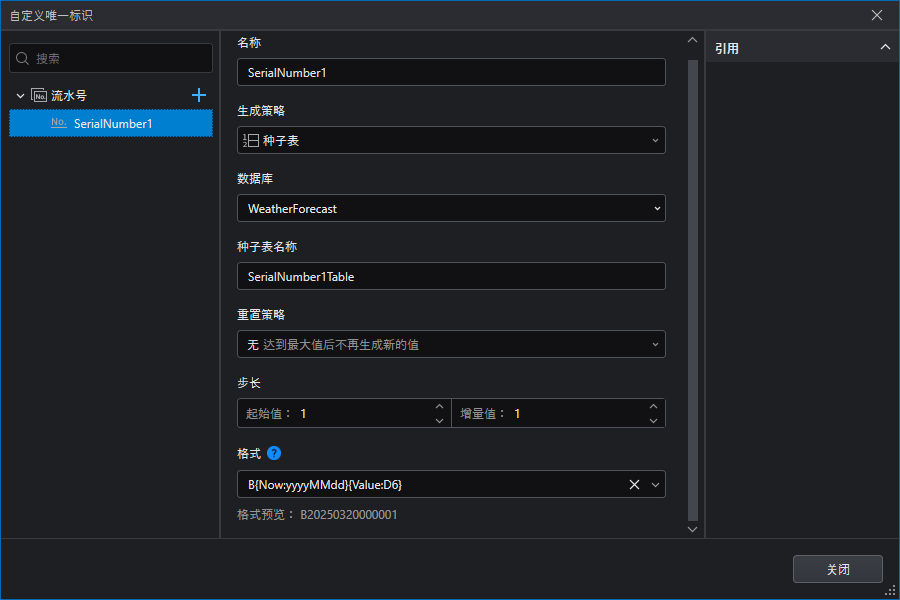 自定义唯一标识
搜索
No. 流水号
No. SerialNumber1
名称
SerialNumber1
生成策略
种子表
数据库
WeatherForecast
种子表名称
SerialNumber1Table
重置策略
无 达到最大值后不再生成新的值
步长
起始值： 1 增量值： 1
格式 ?
B{Now:yyyyMMdd}{Value:D6}
格式预览： B20250320000001
引用
关闭